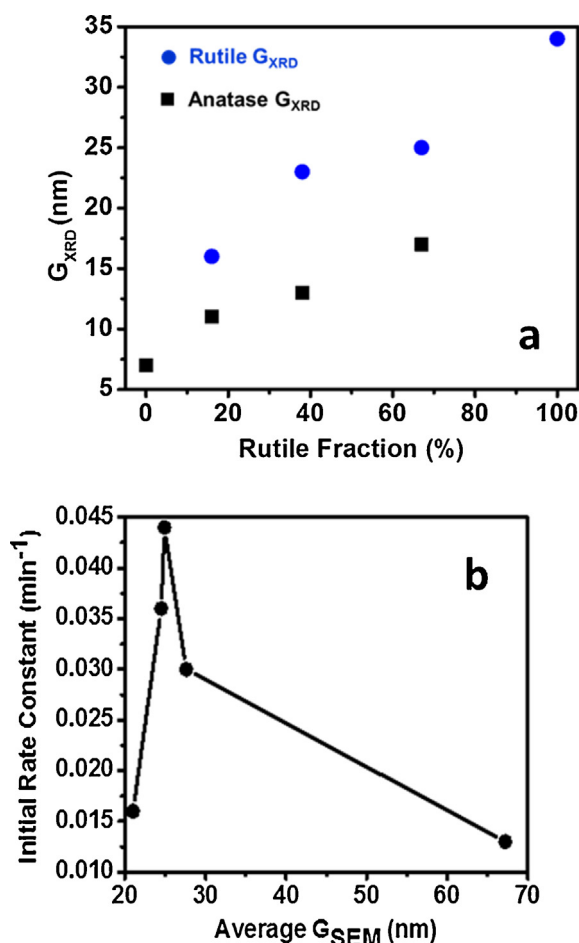 35
30
25
20
15
10
5
G_XRD (nm)
Rutile G_XRD
Anatase G_XRD
a
0 20 40 60 80 100
Rutile Fraction (%)
0.045
0.040
0.035
0.030
0.025
0.020
0.015
0.010
Initial Rate Constant (min⁻¹)
b
20 30 40 50 60 70
Average G_SEM (nm)